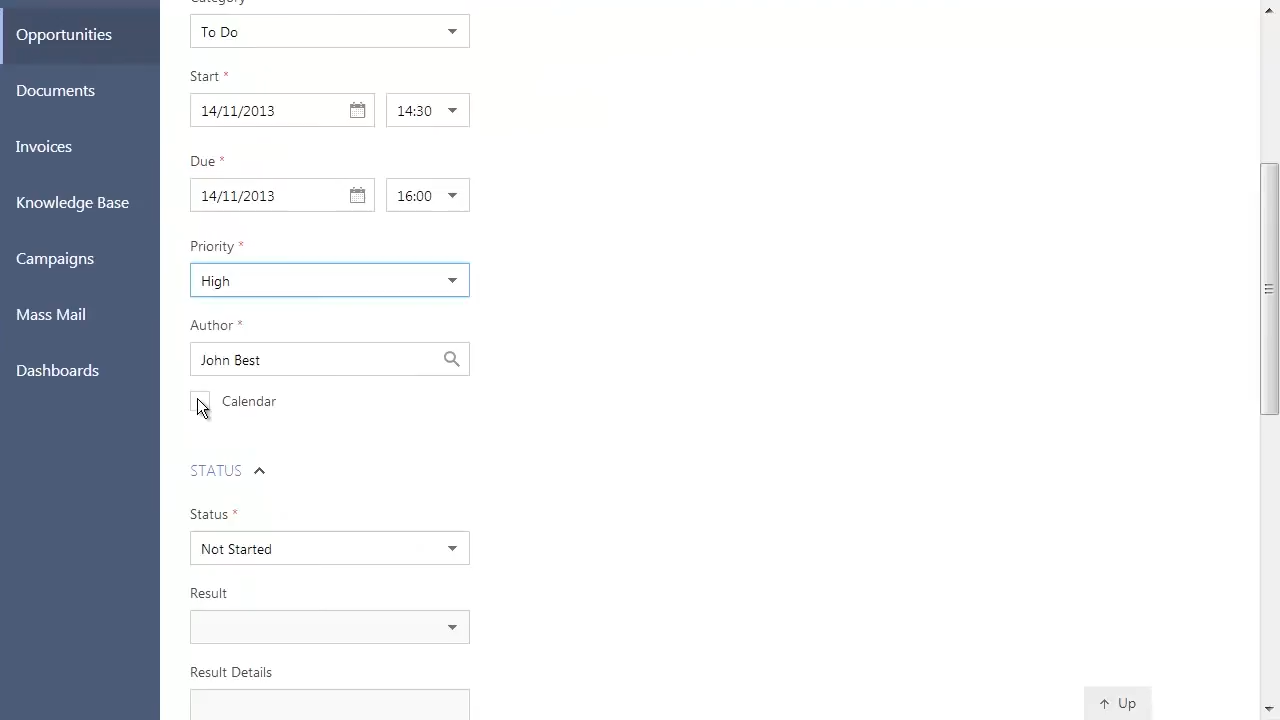 Opportunities
Documents
Invoices
Knowledge Base
Campaigns
Mass Mail
Dashboards
Category
To Do
Start *
14/11/2013
14:30
Due *
14/11/2013
16:00
Priority *
High
Author *
John Best
Calendar
STATUS
Status *
Not Started
Result
Result Details
Up